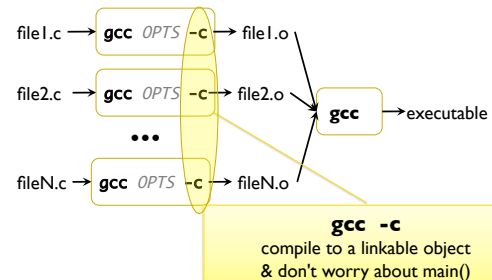 file1.c gcc OPTS -c file1.o
file2.c gcc OPTS -c file2.o
gcc executable
•••
fileN.c gcc OPTS -c fileN.o
gcc -c
compile to a linkable object
& don't worry about main()